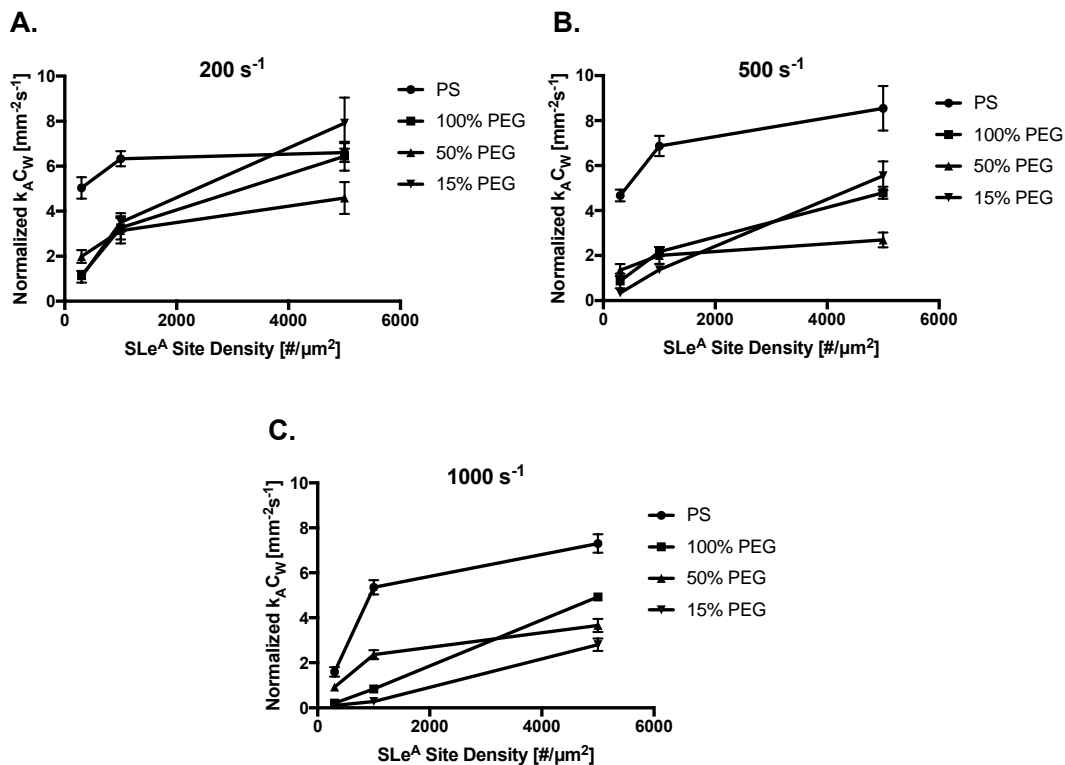 A.
200 s⁻¹
Normalized k_AC_W [mm⁻²s⁻¹]
10
8
6
4
2
0
0 2000 4000 6000
SLeᴬ Site Density [#/µm²]
PS
100% PEG
50% PEG
15% PEG
B.
500 s⁻¹
Normalized k_AC_W [mm⁻²s⁻¹]
10
8
6
4
2
0
0 2000 4000 6000
SLeᴬ Site Density [#/µm²]
PS
100% PEG
50% PEG
15% PEG
C.
1000 s⁻¹
Normalized k_AC_W [mm⁻²s⁻¹]
10
8
6
4
2
0
0 2000 4000 6000
SLeᴬ Site Density [#/µm²]
PS
100% PEG
50% PEG
15% PEG